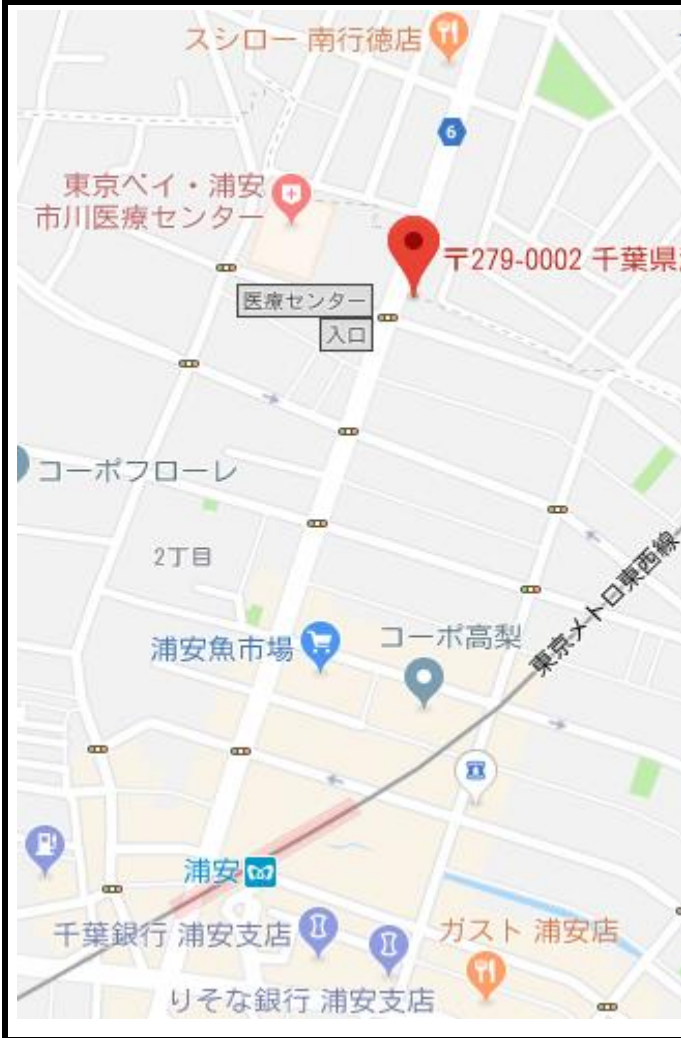 スシロー 南行徳店
6
東京ベイ・浦安
市川医療センター
〒279-0002 千葉県
医療センター
入口
コーポフローレ
2丁目
東京メトロ東西線
浦安魚市場
コーポ高梨
浦安
千葉銀行 浦安支店
ガスト 浦安店
りそな銀行 浦安支店